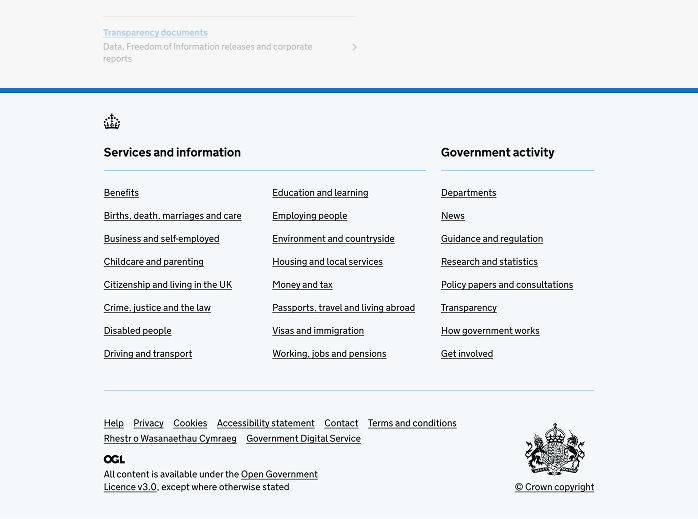 Transparency documents
Data, Freedom of Information releases and corporate
reports
Services and information
Benefits
Births, death, marriages and care
Business and self-employed
Childcare and parenting
Citizenship and living in the UK
Crime, justice and the law
Disabled people
Driving and transport
Education and learning
Employing people
Environment and countryside
Housing and local services
Money and tax
Passports, travel and living abroad
Visas and immigration
Working, jobs and pensions
Government activity
Departments
News
Guidance and regulation
Research and statistics
Policy papers and consultations
Transparency
How government works
Get involved
Help Privacy Cookies Accessibility statement Contact Terms and conditions
Rhestr o Wasanaethau Cymraeg Government Digital Service
OGL
All content is available under the Open Government
Licence v3.0, except where otherwise stated
© Crown copyright